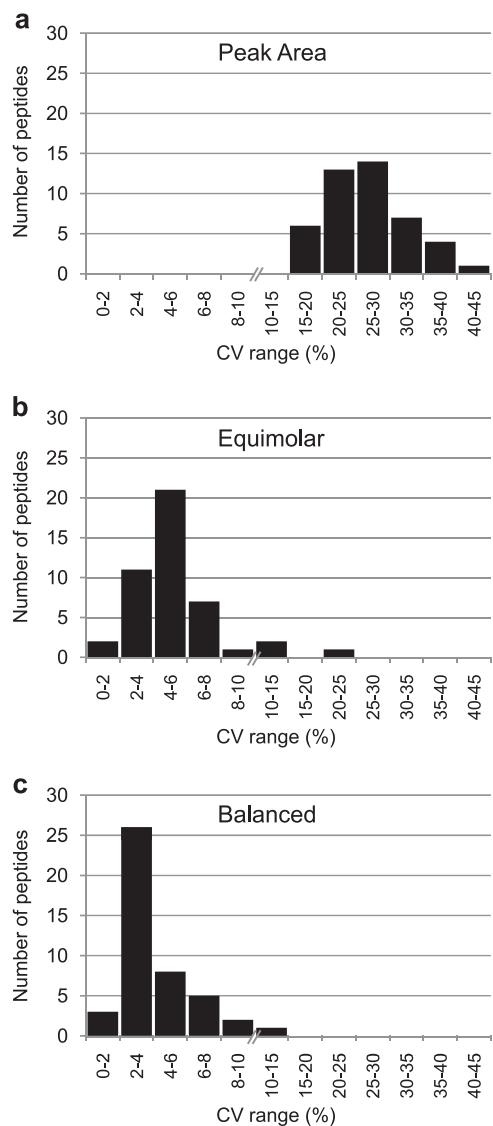 a
Peak Area
Number of peptides
30
25
20
15
10
5
0
0-2 2-4 4-6 6-8 8-10 10-15 15-20 20-25 25-30 30-35 35-40 40-45
CV range (%)
b
Equimolar
Number of peptides
30
25
20
15
10
5
0
0-2 2-4 4-6 6-8 8-10 10-15 15-20 20-25 25-30 30-35 35-40 40-45
CV range (%)
c
Balanced
Number of peptides
30
25
20
15
10
5
0
0-2 2-4 4-6 6-8 8-10 10-15 15-20 20-25 25-30 30-35 35-40 40-45
CV range (%)